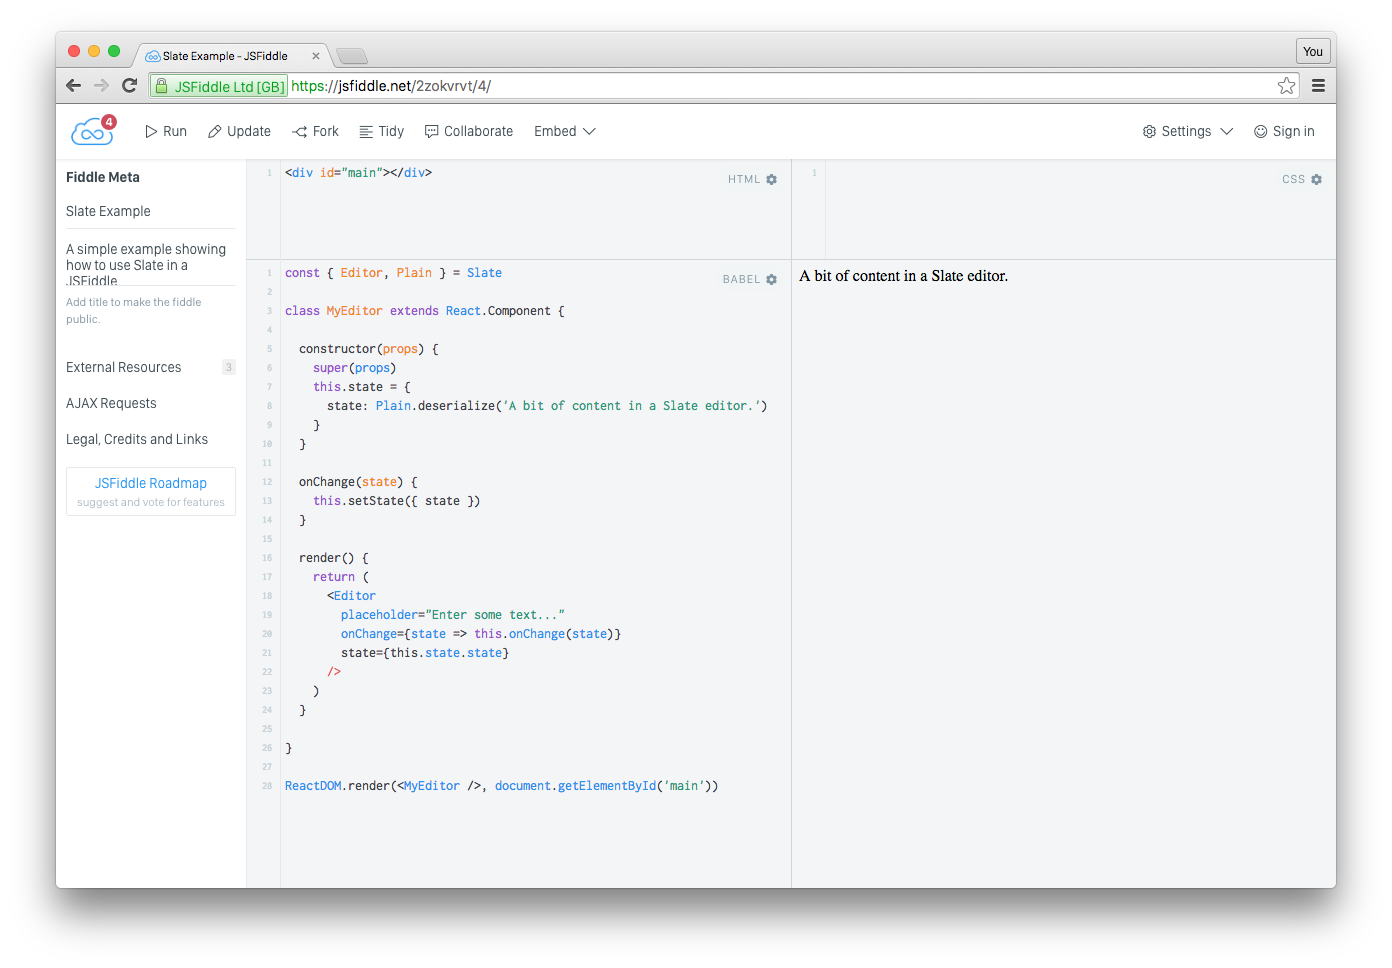 Slate Example - JSFiddle
You
JSFiddle Ltd [GB] https://jsfiddle.net/2zokvrvt/4/
4
Run Update Fork Tidy Collaborate Embed Settings Sign in
Fiddle Meta
Slate Example
A simple example showing
how to use Slate in a
JSFiddle
Add title to make the fiddle
public.
External Resources 3
AJAX Requests
Legal, Credits and Links
JSFiddle Roadmap
suggest and vote for features
1 <div id="main"></div>
HTML
1
CSS
BABEL
1 const { Editor, Plain } = Slate
2
3 class MyEditor extends React.Component {
4
5 constructor(props) {
6 super(props)
7 this.state = {
8 state: Plain.deserialize('A bit of content in a Slate editor.')
9 }
10 }
11
12 onChange(state) {
13 this.setState({ state })
14 }
15
16 render() {
17 return (
18 <Editor
19 placeholder="Enter some text..."
20 onChange={state => this.onChange(state)}
21 state={this.state.state}
22 />
23 )
24 }
25
26 }
27
28 ReactDOM.render(<MyEditor />, document.getElementById('main'))
A bit of content in a Slate editor.